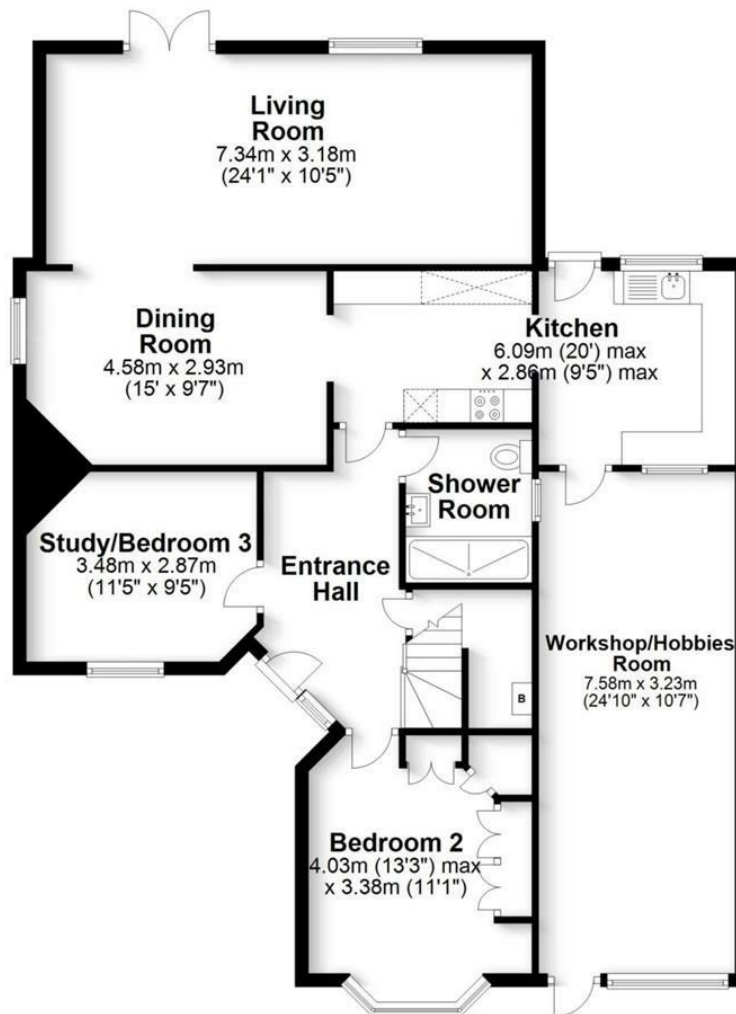 Living
Room
7.34m x 3.18m
(24'1" x 10'5")
Dining
Room
4.58m x 2.93m
(15' x 9'7")
Kitchen
6.09m (20') max
x 2.86m (9'5") max
Shower
Room
Study/Bedroom 3
3.48m x 2.87m
(11'5" x 9'5")
Entrance
Hall
Workshop/Hobbies
Room
7.58m x 3.23m
(24'10" x 10'7")
B
Bedroom 2
4.03m (13'3") max
x 3.38m (11'1")